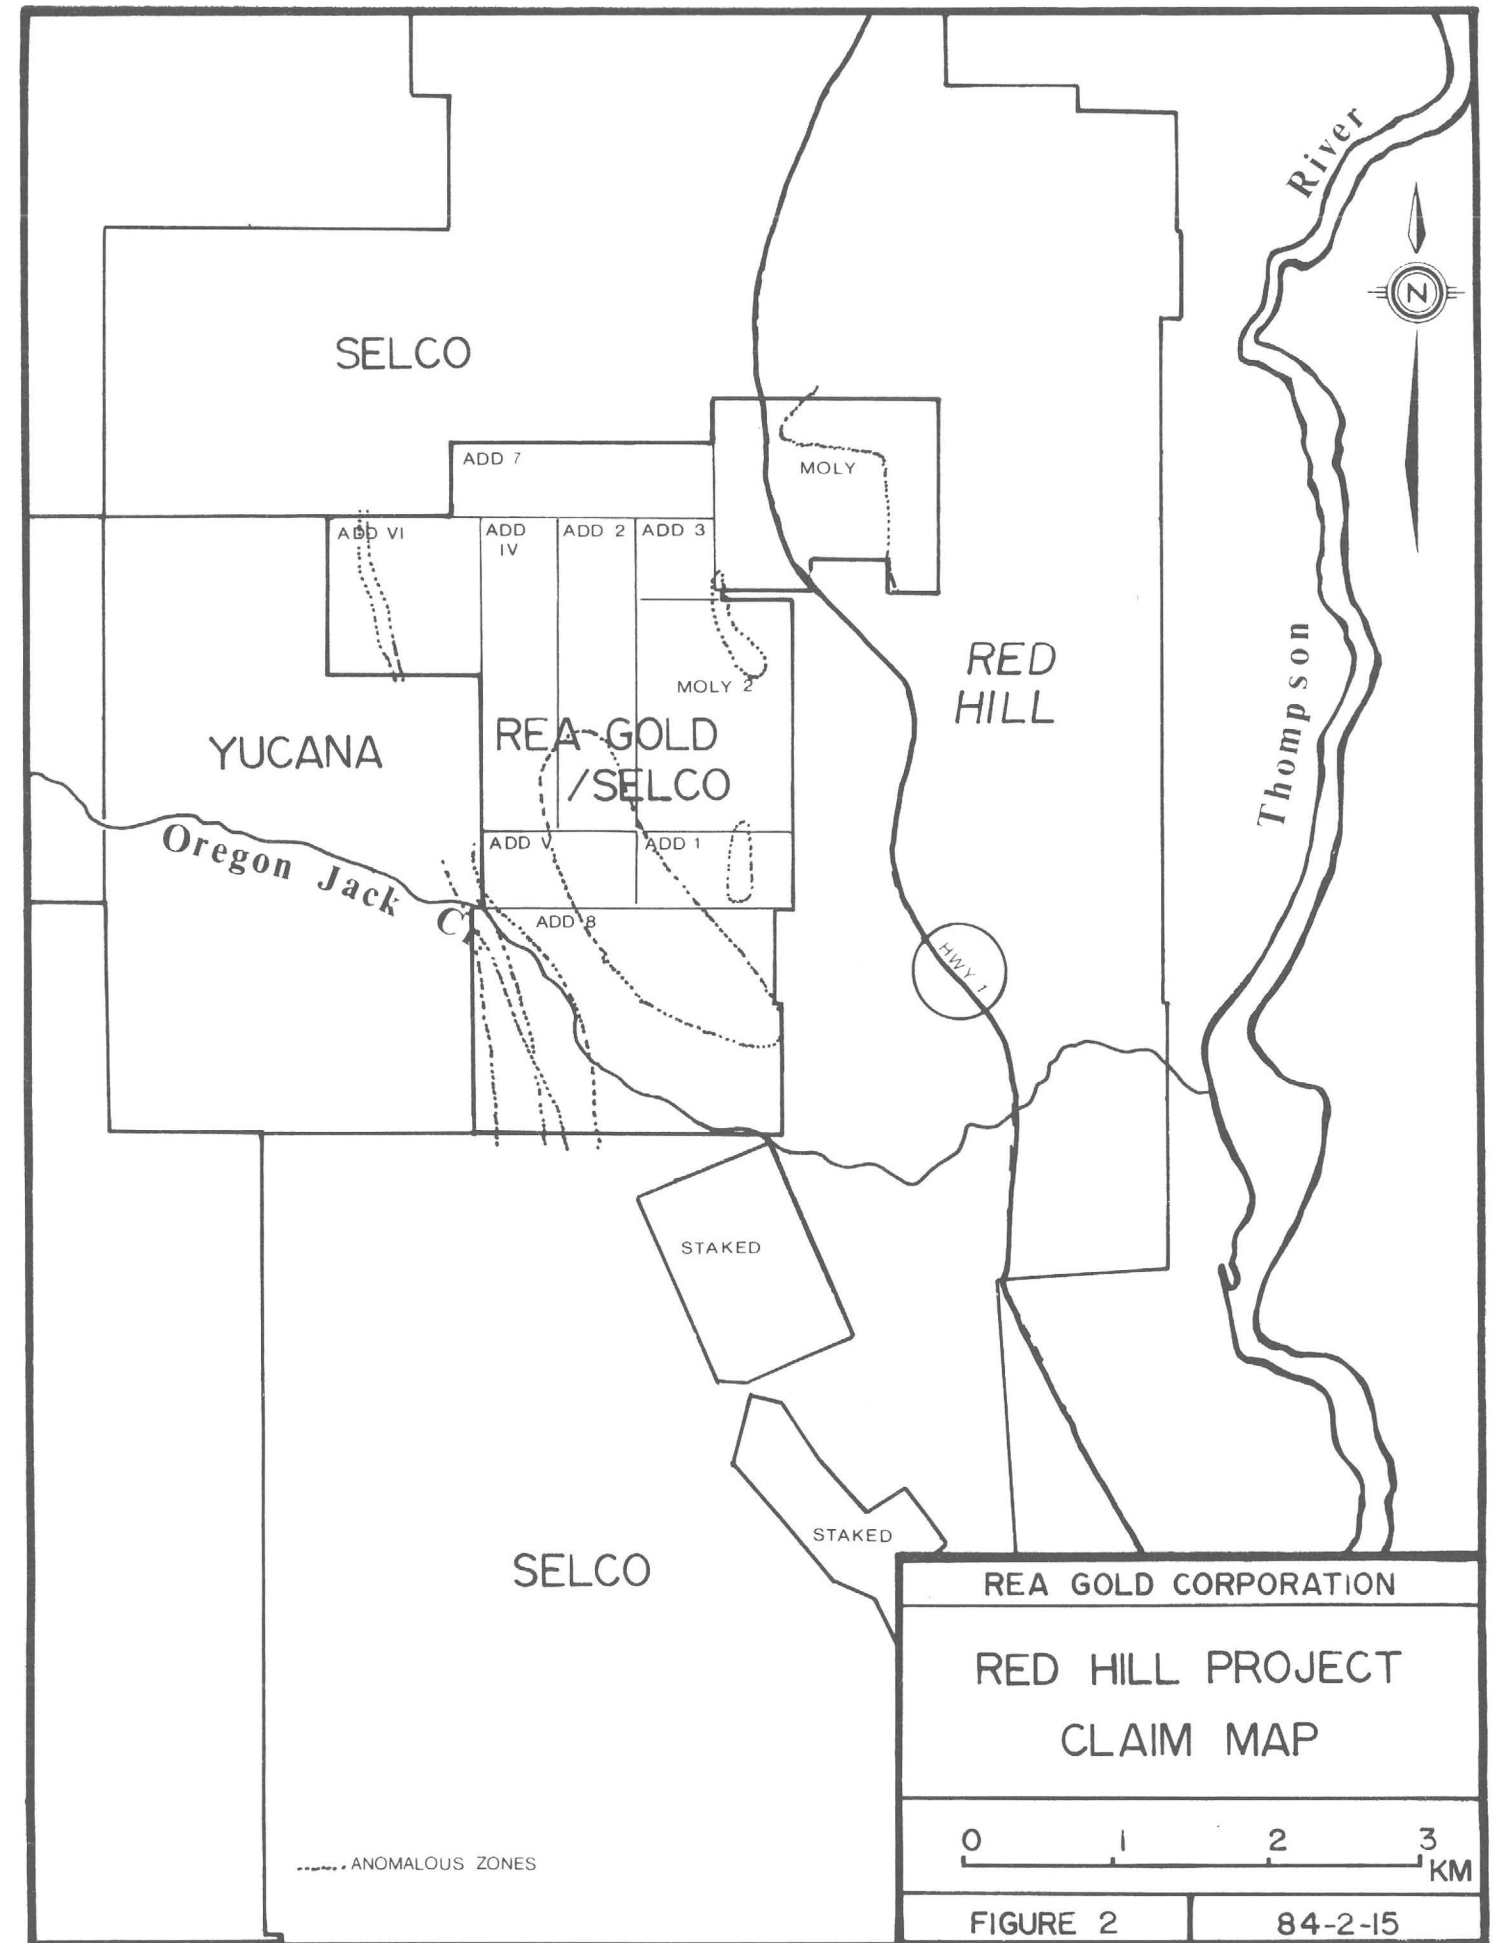 River
N
SELCO
ADD 7
MOLY
ADD VI
ADD
IV
ADD 2
ADD 3
RED
HILL
Thompson
MOLY 2
YUCANA
REA GOLD
/SELCO
Oregon Jack Cr
ADD V
ADD 1
ADD 8
HWY 1
STAKED
STAKED
SELCO
ANOMALOUS ZONES
REA GOLD CORPORATION
RED HILL PROJECT
CLAIM MAP
0 1 2 3
KM
FIGURE 2
84-2-15